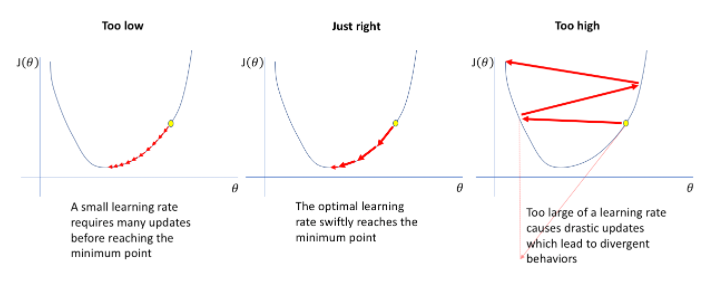 Too low
Just right
Too high
J(θ)
J(θ)
J(θ)
θ
θ
θ
A small learning rate
requires many updates
before reaching the
minimum point
The optimal learning
rate swiftly reaches the
minimum point
Too large of a learning rate
causes drastic updates
which lead to divergent
behaviors